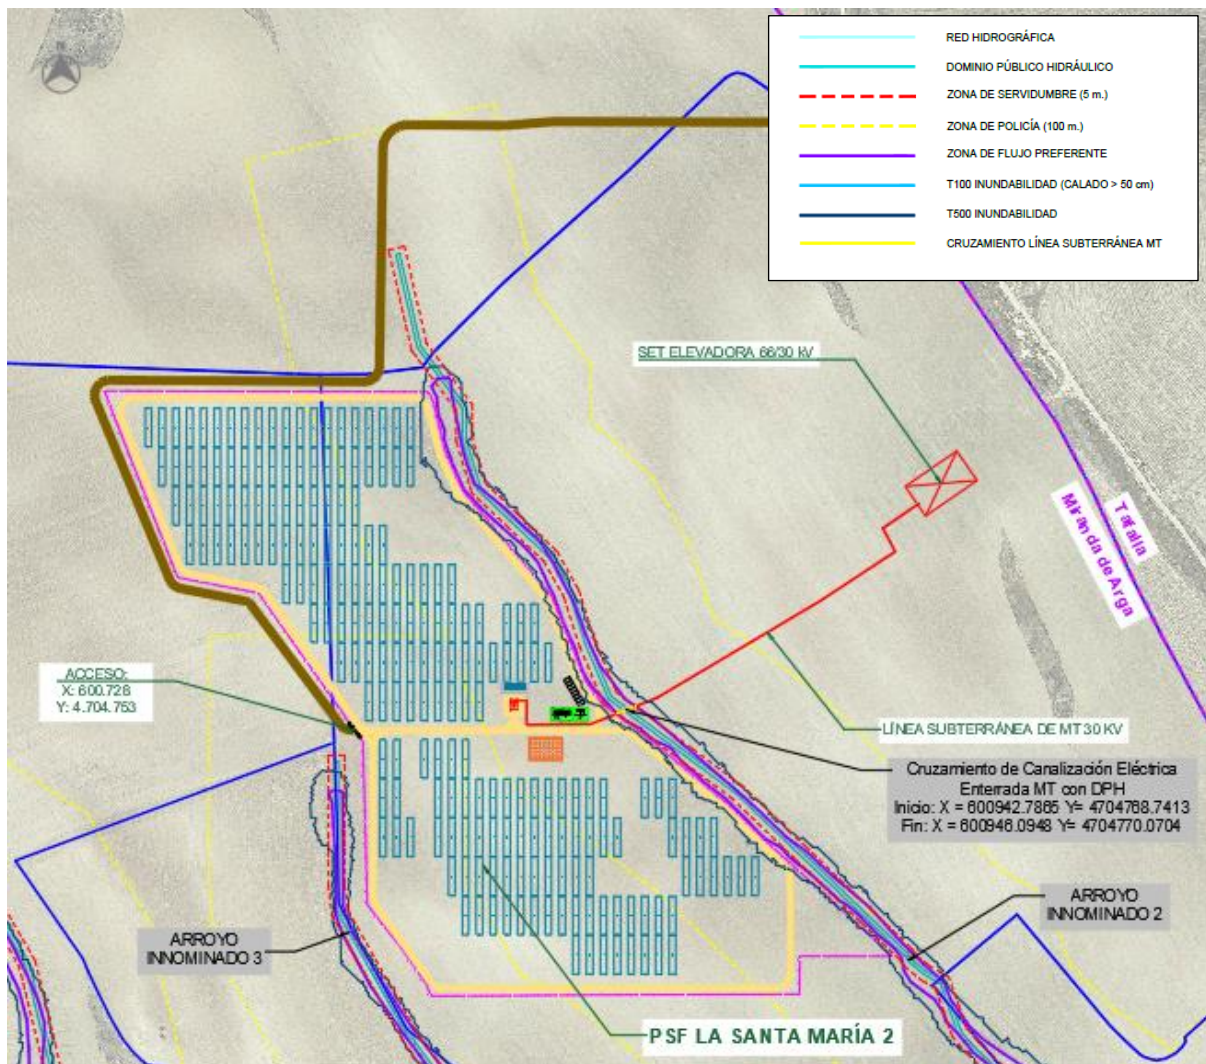 RED HIDROGRÁFICA
DOMINIO PÚBLICO HIDRÁULICO
ZONA DE SERVIDUMBRE (5 m.)
ZONA DE POLICÍA (100 m.)
ZONA DE FLUJO PREFERENTE
T100 INUNDABILIDAD (CALADO > 50 cm)
T500 INUNDABILIDAD
CRUZAMIENTO LÍNEA SUBTERRÁNEA MT
SET ELEVADORA 66/30 kV
Tafalla
Miranda de Arga
ACCESO:
X: 600.728
Y: 4.704.753
LÍNEA SUBTERRÁNEA DE MT 30 KV
Cruzamiento de Canalización Eléctrica
Enterrada MT con DPH
Inicio: X = 600942.7865 Y= 4704768.7413
Fin: X = 600946.0948 Y= 4704770.0704
ARROYO
INNOMINADO 2
ARROYO
INNOMINADO 3
PSF LA SANTA MARÍA 2